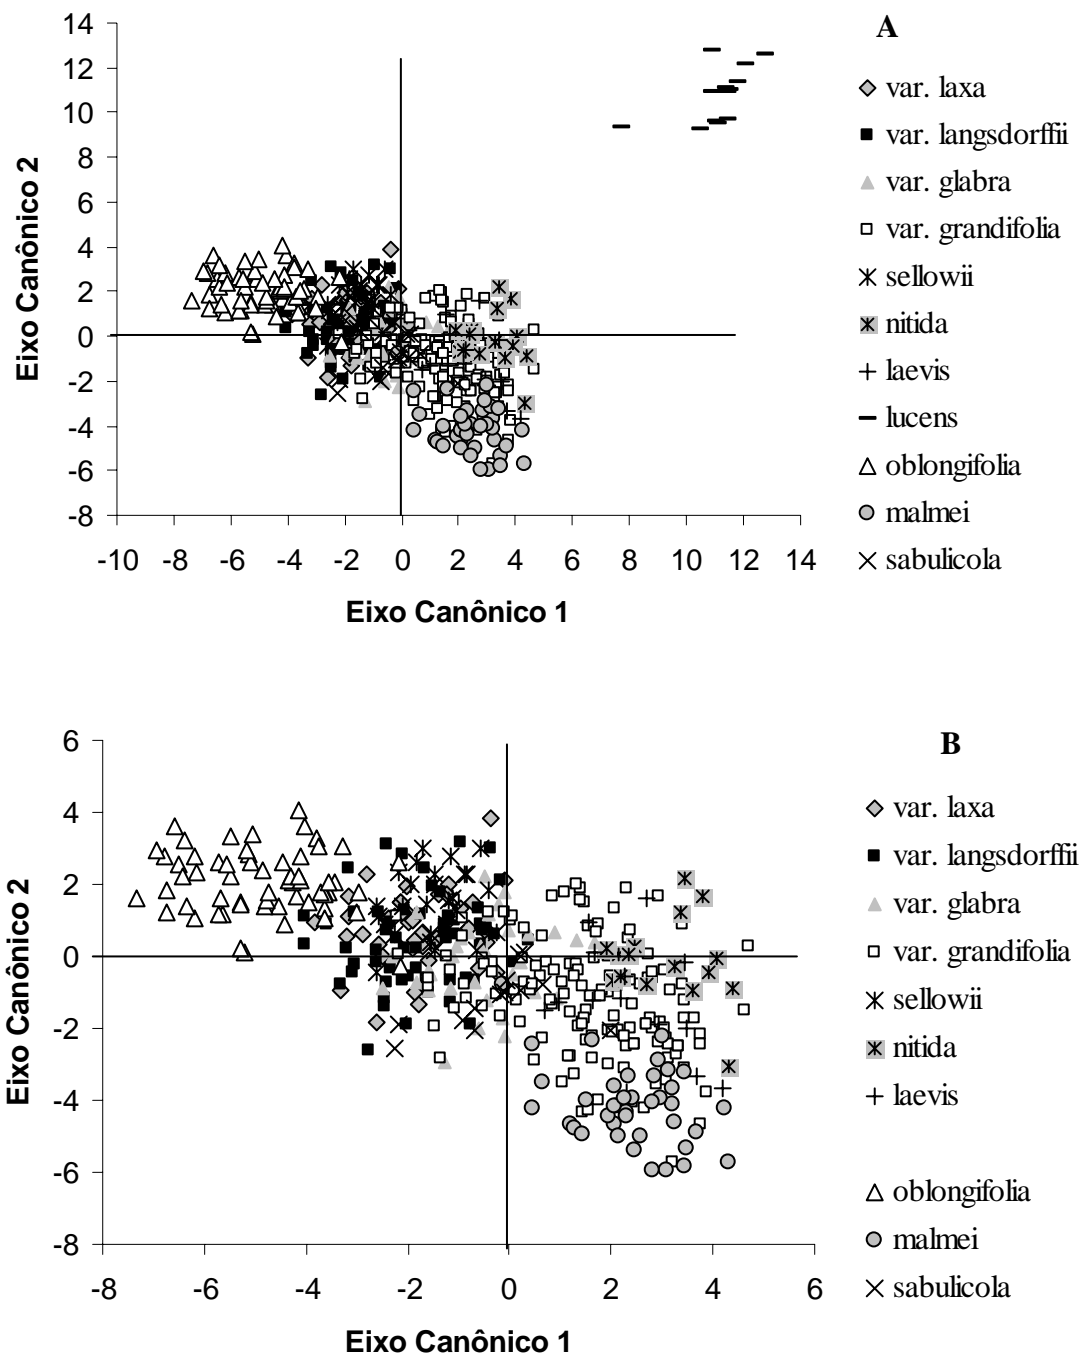 A
14
12
10
8
6
4
2
0
-2
-4
-6
-8
-10 -8 -6 -4 -2 0 2 4 6 8 10 12 14
Eixo Canônico 2
Eixo Canônico 1
var. laxa
var. langsdorffii
var. glabra
var. grandifolia
sellowii
nitida
laevis
lucens
oblongifolia
malmei
sabulicola
B
6
4
2
0
-2
-4
-6
-8
-8 -6 -4 -2 0 2 4 6
Eixo Canônico 2
Eixo Canônico 1
var. laxa
var. langsdorffii
var. glabra
var. grandifolia
sellowii
nitida
laevis
oblongifolia
malmei
sabulicola